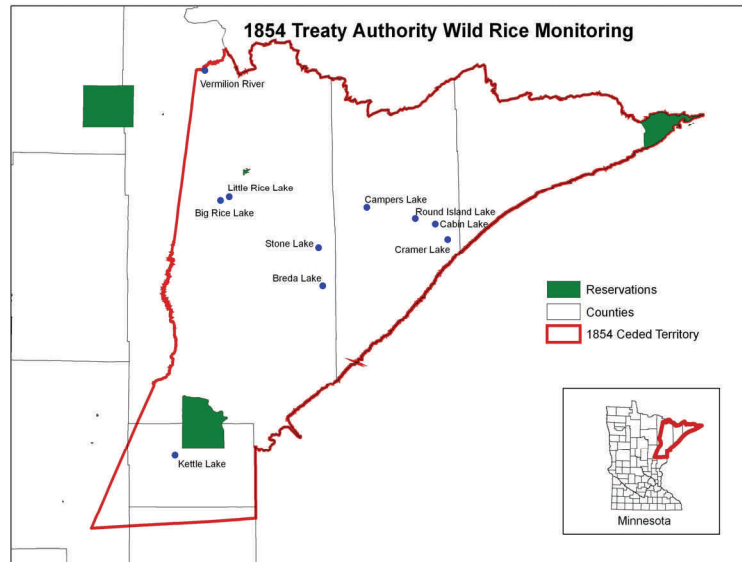 1854 Treaty Authority Wild Rice Monitoring
Vermilion River
Little Rice Lake
Big Rice Lake
Campers Lake
Round Island Lake
Cabin Lake
Cramer Lake
Stone Lake
Breda Lake
Reservations
Counties
1854 Ceded Territory
Kettle Lake
Minnesota